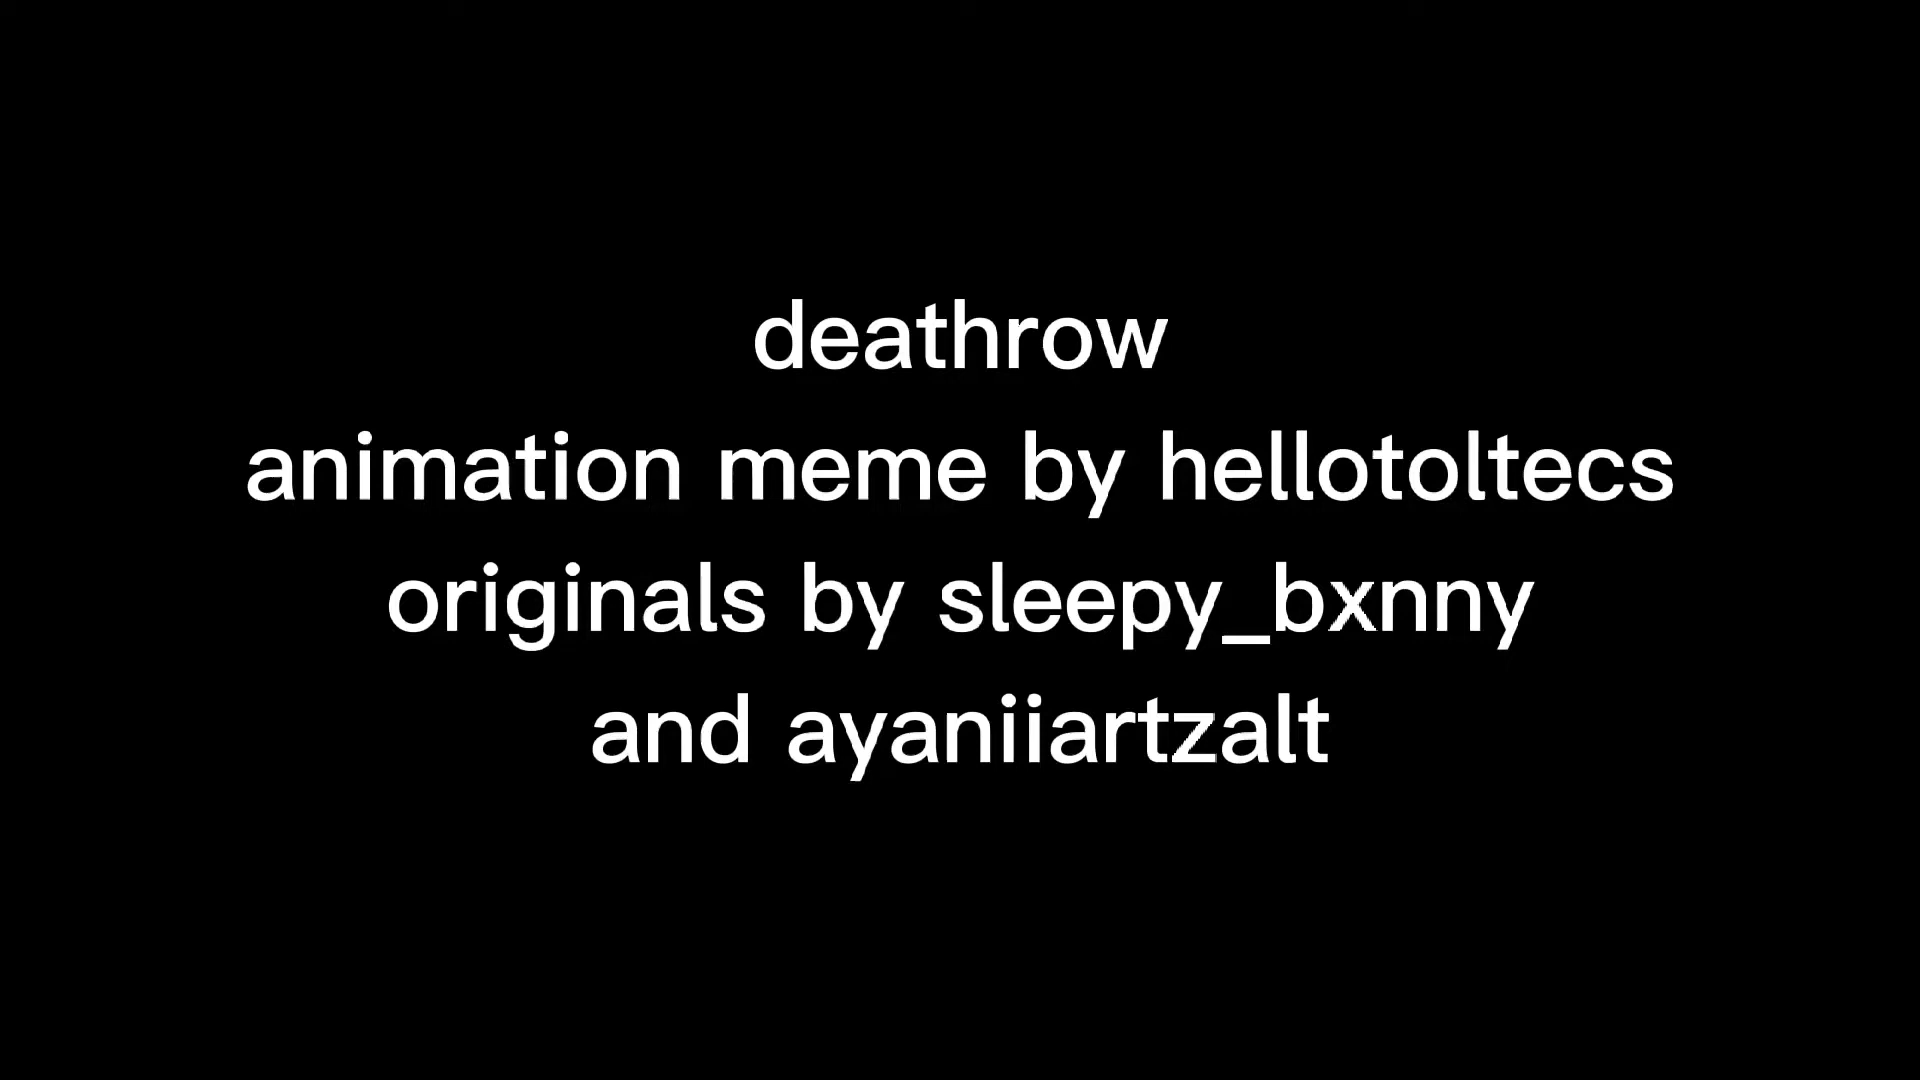 deathrow
animation meme by hellotoltecs
originals by sleepy_bxnny
and ayaniiartzalt